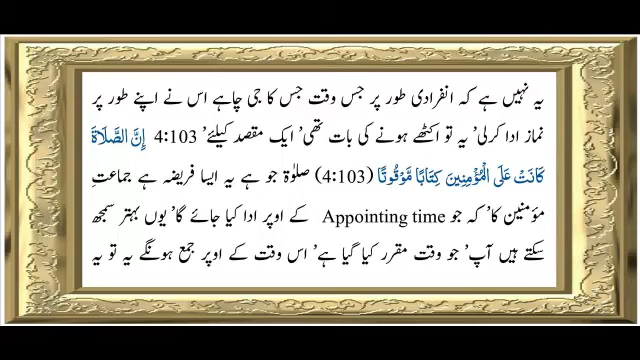 یہ نہیں ہے کہ انفرادی طور پر جس وقت جس کا جی چاہے اس نے اپنے طور پر
نماز ادا کرلی’ یہ تو اکٹھے ہونے کی بات تھی’ ایک مقصد کیلئے’ 4:103 إِنَّ الصَّلَاةَ
كَانَتْ عَلَى الْمُؤْمِنِينَ كِتَابًا مَّوْقُوتًا (4:103) صلوٰۃ جو ہے یہ ایسا فریضہ ہے جماعتِ
مؤمنین کا’ کہ جو Appointing time کے اوپر ادا کیا جائے گا’ یوں بہتر سمجھ
سکتے ہیں آپ’ جو وقت مقرر کیا گیا ہے’ اس وقت کے اوپر جمع ہونگے یہ تو یہ